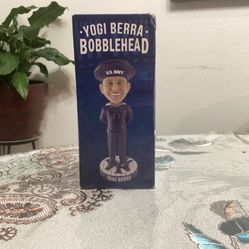 ·YOGI BERRA·
BOBBLEHEAD
U.S. NAVY
YOGI BERRA